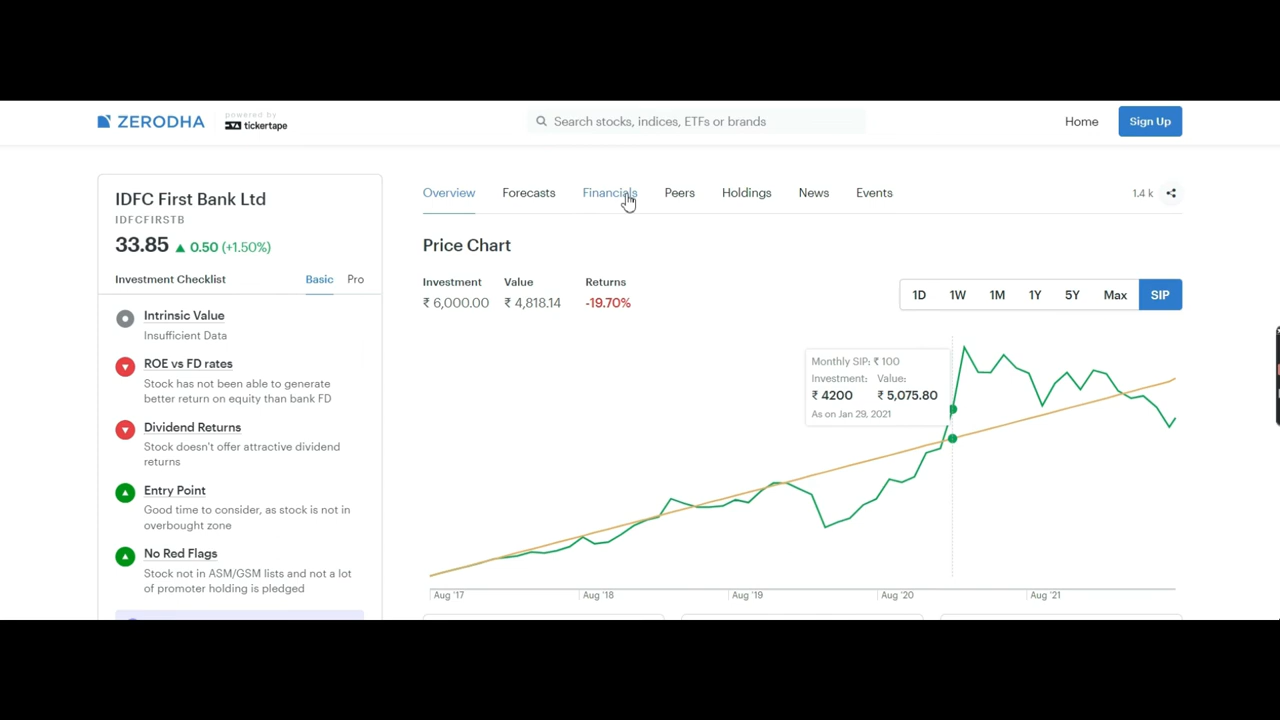 ZERODHA
powered by
tickertape
Search stocks, indices, ETFs or brands
Home
Sign Up
IDFC First Bank Ltd
IDFCFIRSTB
33.85 ▲ 0.50 (+1.50%)
Investment Checklist
Basic
Pro
Intrinsic Value
Insufficient Data
ROE vs FD rates
Stock has not been able to generate
better return on equity than bank FD
Dividend Returns
Stock doesn't offer attractive dividend
returns
Entry Point
Good time to consider, as stock is not in
overbought zone
No Red Flags
Stock not in ASM/GSM lists and not a lot
of promoter holding is pledged
Overview
Forecasts
Financials
Peers
Holdings
News
Events
1.4 k
Price Chart
Investment Value Returns
₹ 6,000.00 ₹ 4,818.14 -19.70%
1D 1W 1M 1Y 5Y Max SIP
Monthly SIP: ₹ 100
Investment: Value:
₹ 4200 ₹ 5,075.80
As on Jan 29, 2021
Aug '17 Aug '18 Aug '19 Aug '20 Aug '21